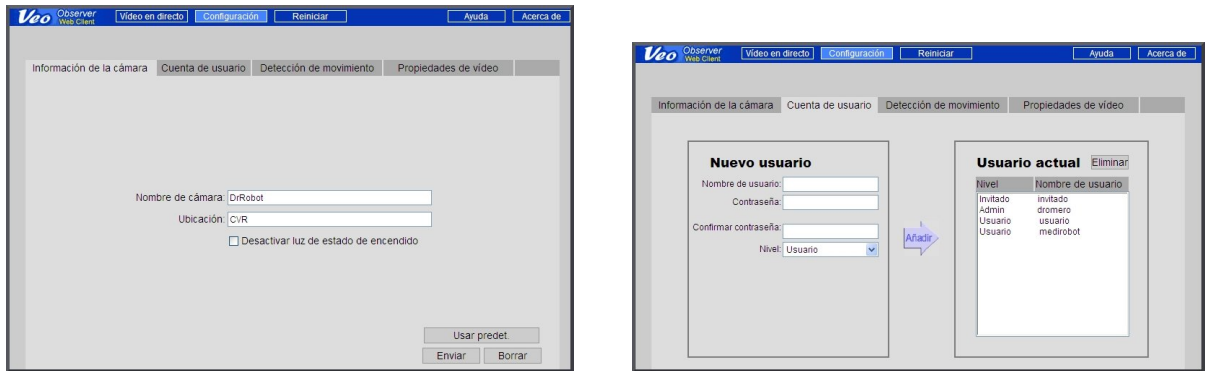 Veo Observer Web Client Vídeo en directo Configuración Reiniciar Ayuda Acerca de
Información de la cámara Cuenta de usuario Detección de movimiento Propiedades de vídeo
Nombre de cámara: DrRobot
Ubicación: CVR
Desactivar luz de estado de encendido
Usar predet.
Enviar Borrar
Veo Observer Web Client Vídeo en directo Configuración Reiniciar Ayuda Acerca de
Información de la cámara Cuenta de usuario Detección de movimiento Propiedades de vídeo
Nuevo usuario
Nombre de usuario:
Contraseña:
Confirmar contraseña:
Nivel: Usuario
Añadir
Usuario actual Eliminar
Nivel Nombre de usuario
Invitado invitado
Admin dromero
Usuario usuario
Usuario medirobot